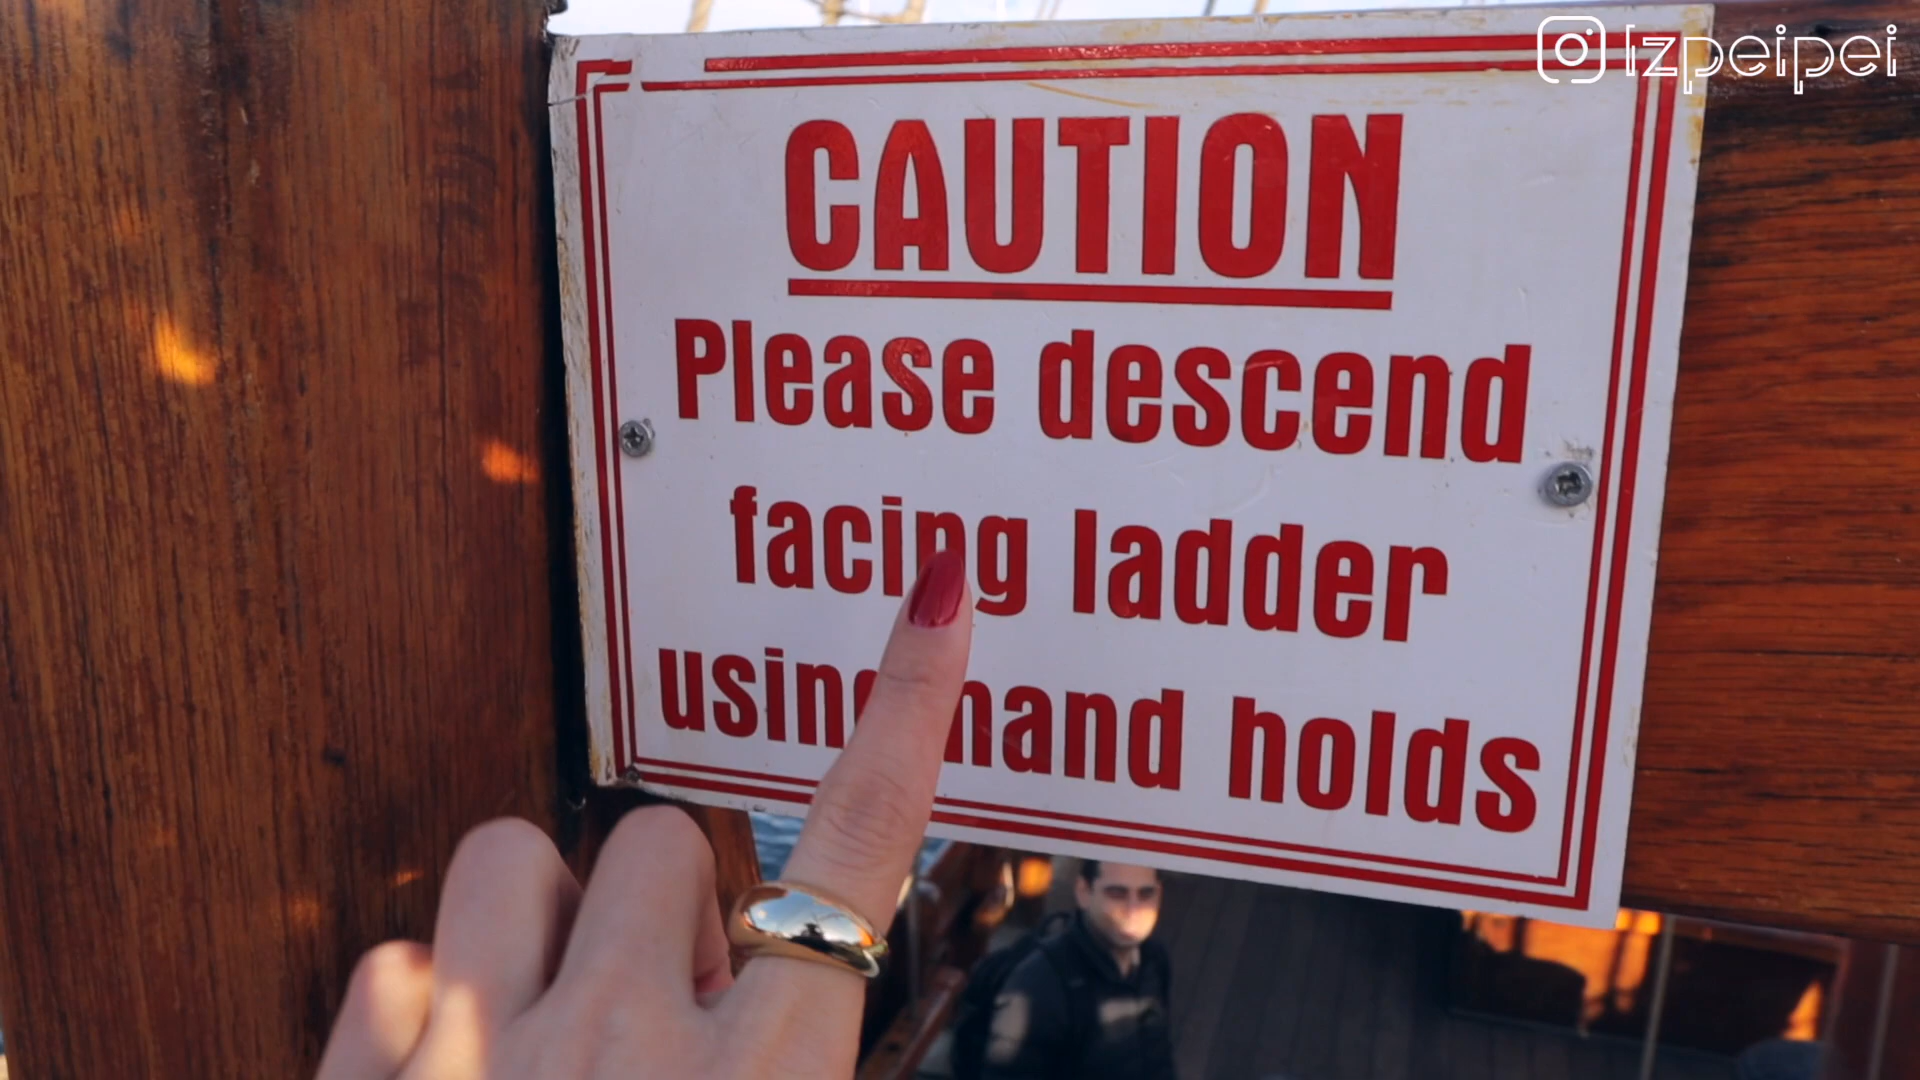 lzpeipei
CAUTION
Please descend
facing ladder
using hand holds